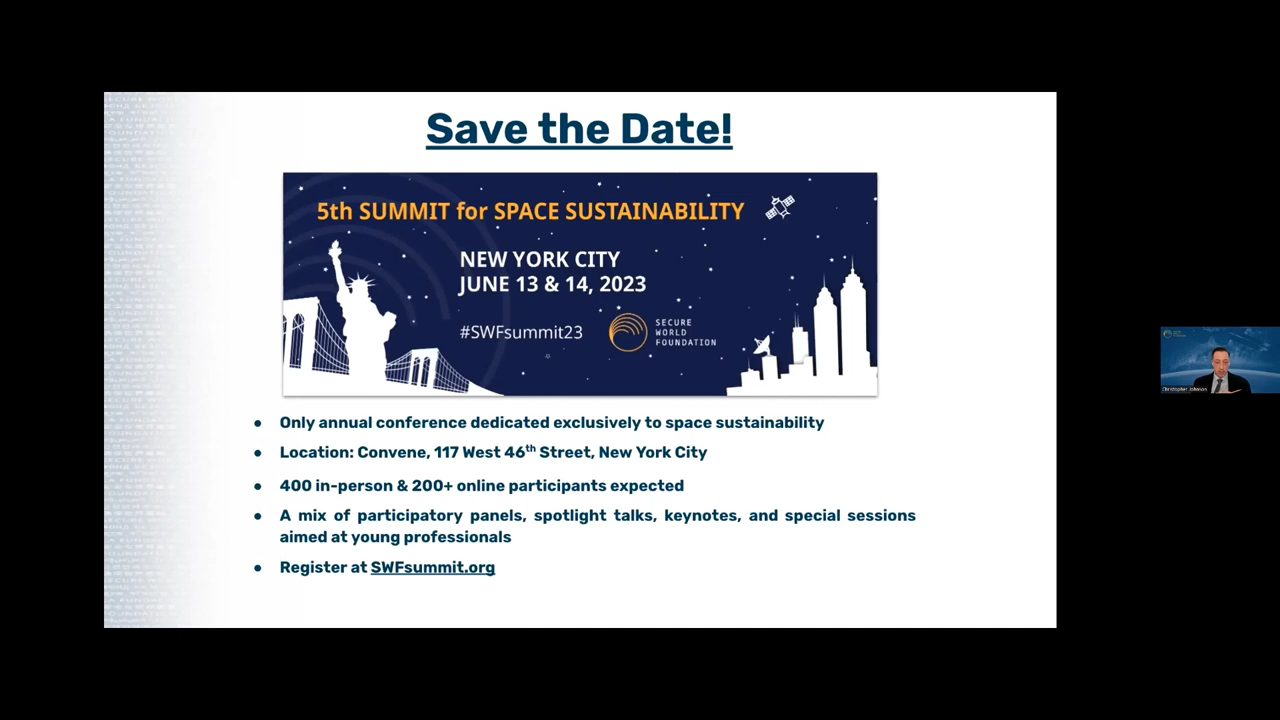 Save the Date!
5th SUMMIT for SPACE SUSTAINABILITY
NEW YORK CITY
JUNE 13 & 14, 2023
#SWFsummit23
SECURE
WORLD
FOUNDATION
● Only annual conference dedicated exclusively to space sustainability
● Location: Convene, 117 West 46th Street, New York City
● 400 in-person & 200+ online participants expected
● A mix of participatory panels, spotlight talks, keynotes, and special sessions
aimed at young professionals
● Register at SWFsummit.org
Christopher Johnson